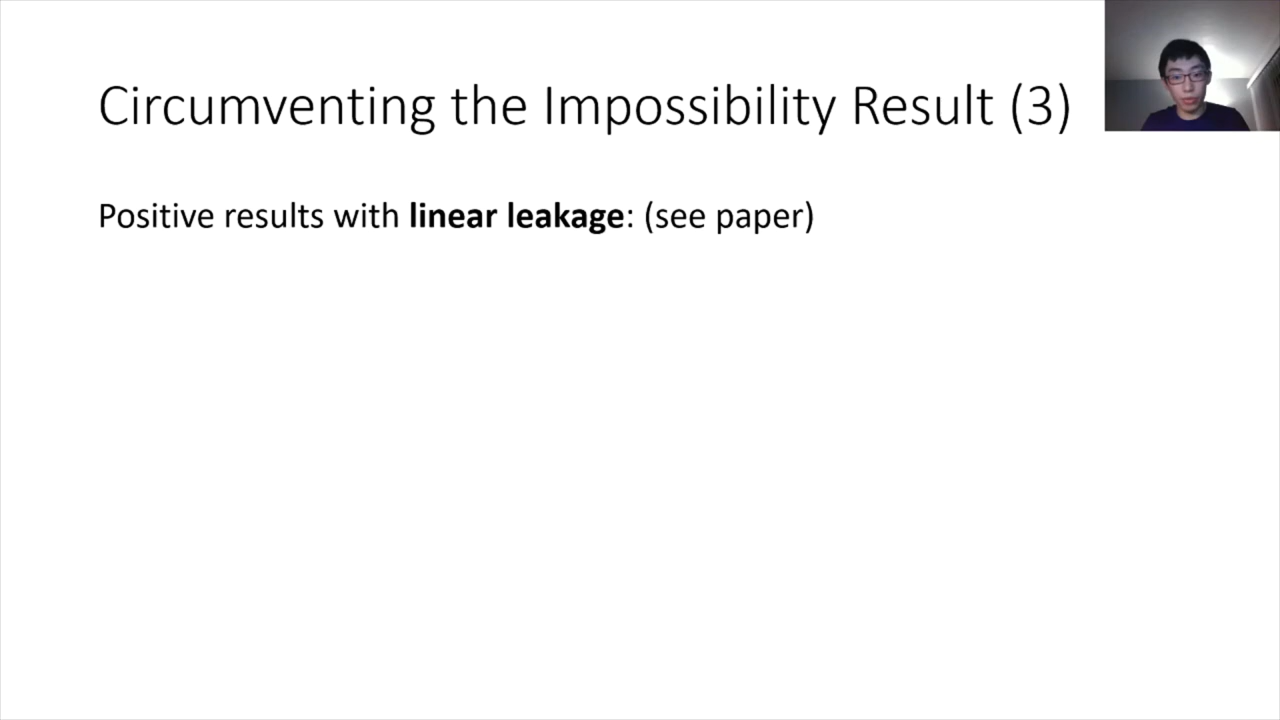 Circumventing the Impossibility Result (3)
Positive results with linear leakage: (see paper)